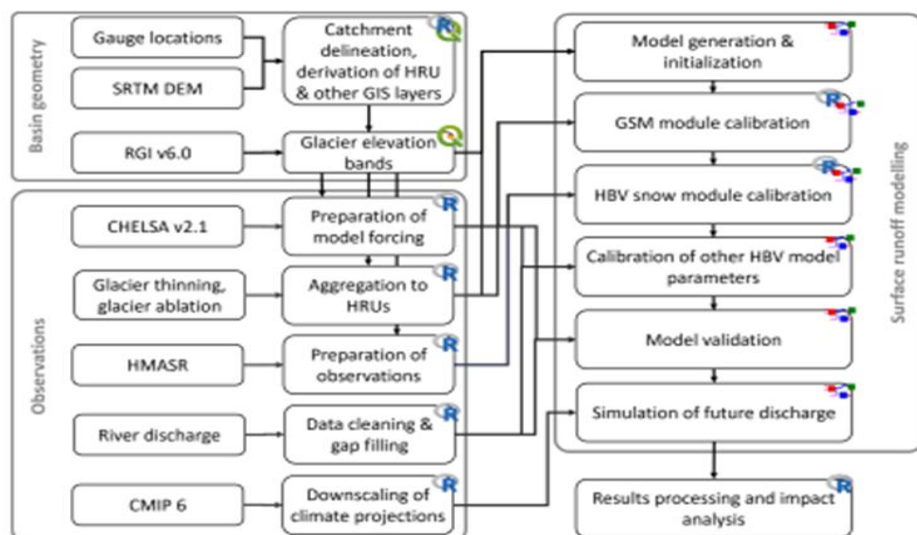 Basin geometry
Gauge locations
SRTM DEM
RGI v6.0
Catchment
delineation,
derivation of HRU
& other GIS layers
Glacier elevation
bands
Observations
CHELSA v2.1
Glacier thinning,
glacier ablation
HMASR
River discharge
CMIP 6
Preparation of
model forcing
Aggregation to
HRUs
Preparation of
observations
Data cleaning &
gap filling
Downscaling of
climate projections
Surface runoff modelling
Model generation &
initialization
GSM module calibration
HBV snow module calibration
Calibration of other HBV model
parameters
Model validation
Simulation of future discharge
Results processing and impact
analysis
R
Q
Q
R
R
R
R
R
R
R
R